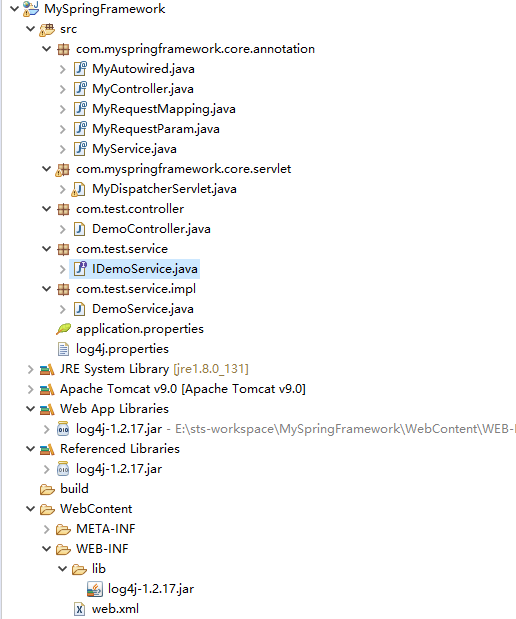 MySpringFramework
src
com.myspringframework.core.annotation
MyAutowired.java
MyController.java
MyRequestMapping.java
MyRequestParam.java
MyService.java
com.myspringframework.core.servlet
MyDispatcherServlet.java
com.test.controller
DemoController.java
com.test.service
IDemoService.java
com.test.service.impl
DemoService.java
application.properties
log4j.properties
JRE System Library [jre1.8.0_131]
Apache Tomcat v9.0 [Apache Tomcat v9.0]
Web App Libraries
log4j-1.2.17.jar - E:\sts-workspace\MySpringFramework\WebContent\WEB-
Referenced Libraries
log4j-1.2.17.jar
build
WebContent
META-INF
WEB-INF
lib
log4j-1.2.17.jar
web.xml